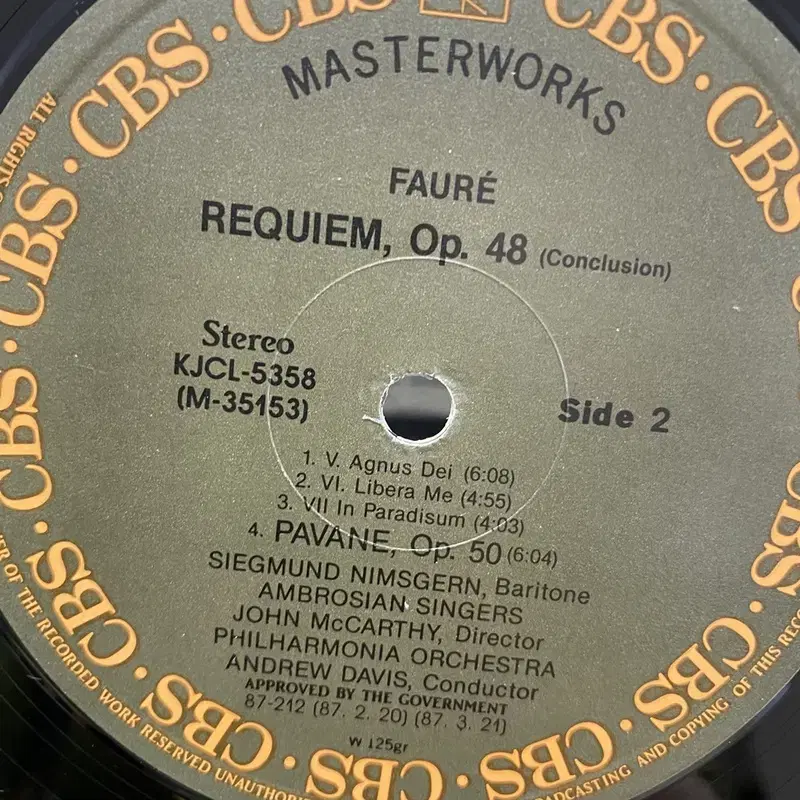 CBS · CBS · CBS · CBS · CBS · CBS · CBS · CBS · CBS · CBS · CBS · CBS
MASTERWORKS
FAURÉ
REQUIEM, Op. 48 (Conclusion)
Stereo
KJCL-5358
(M-35153)
Side 2
1. V. Agnus Dei (6:08)
2. VI. Libera Me (4:55)
3. VII In Paradisum (4:03)
4. PAVANE, Op. 50 (6:04)
SIEGMUND NIMSGERN, Baritone
AMBROSIAN SINGERS
JOHN McCARTHY, Director
PHILHARMONIA ORCHESTRA
ANDREW DAVIS, Conductor
APPROVED BY THE GOVERNMENT
87-212 (87. 2. 20) (87. 3. 21)
W 125gr
ALL RIGHTS
OF THE RECORDED WORK RESERVED
AND COPYING OF THIS